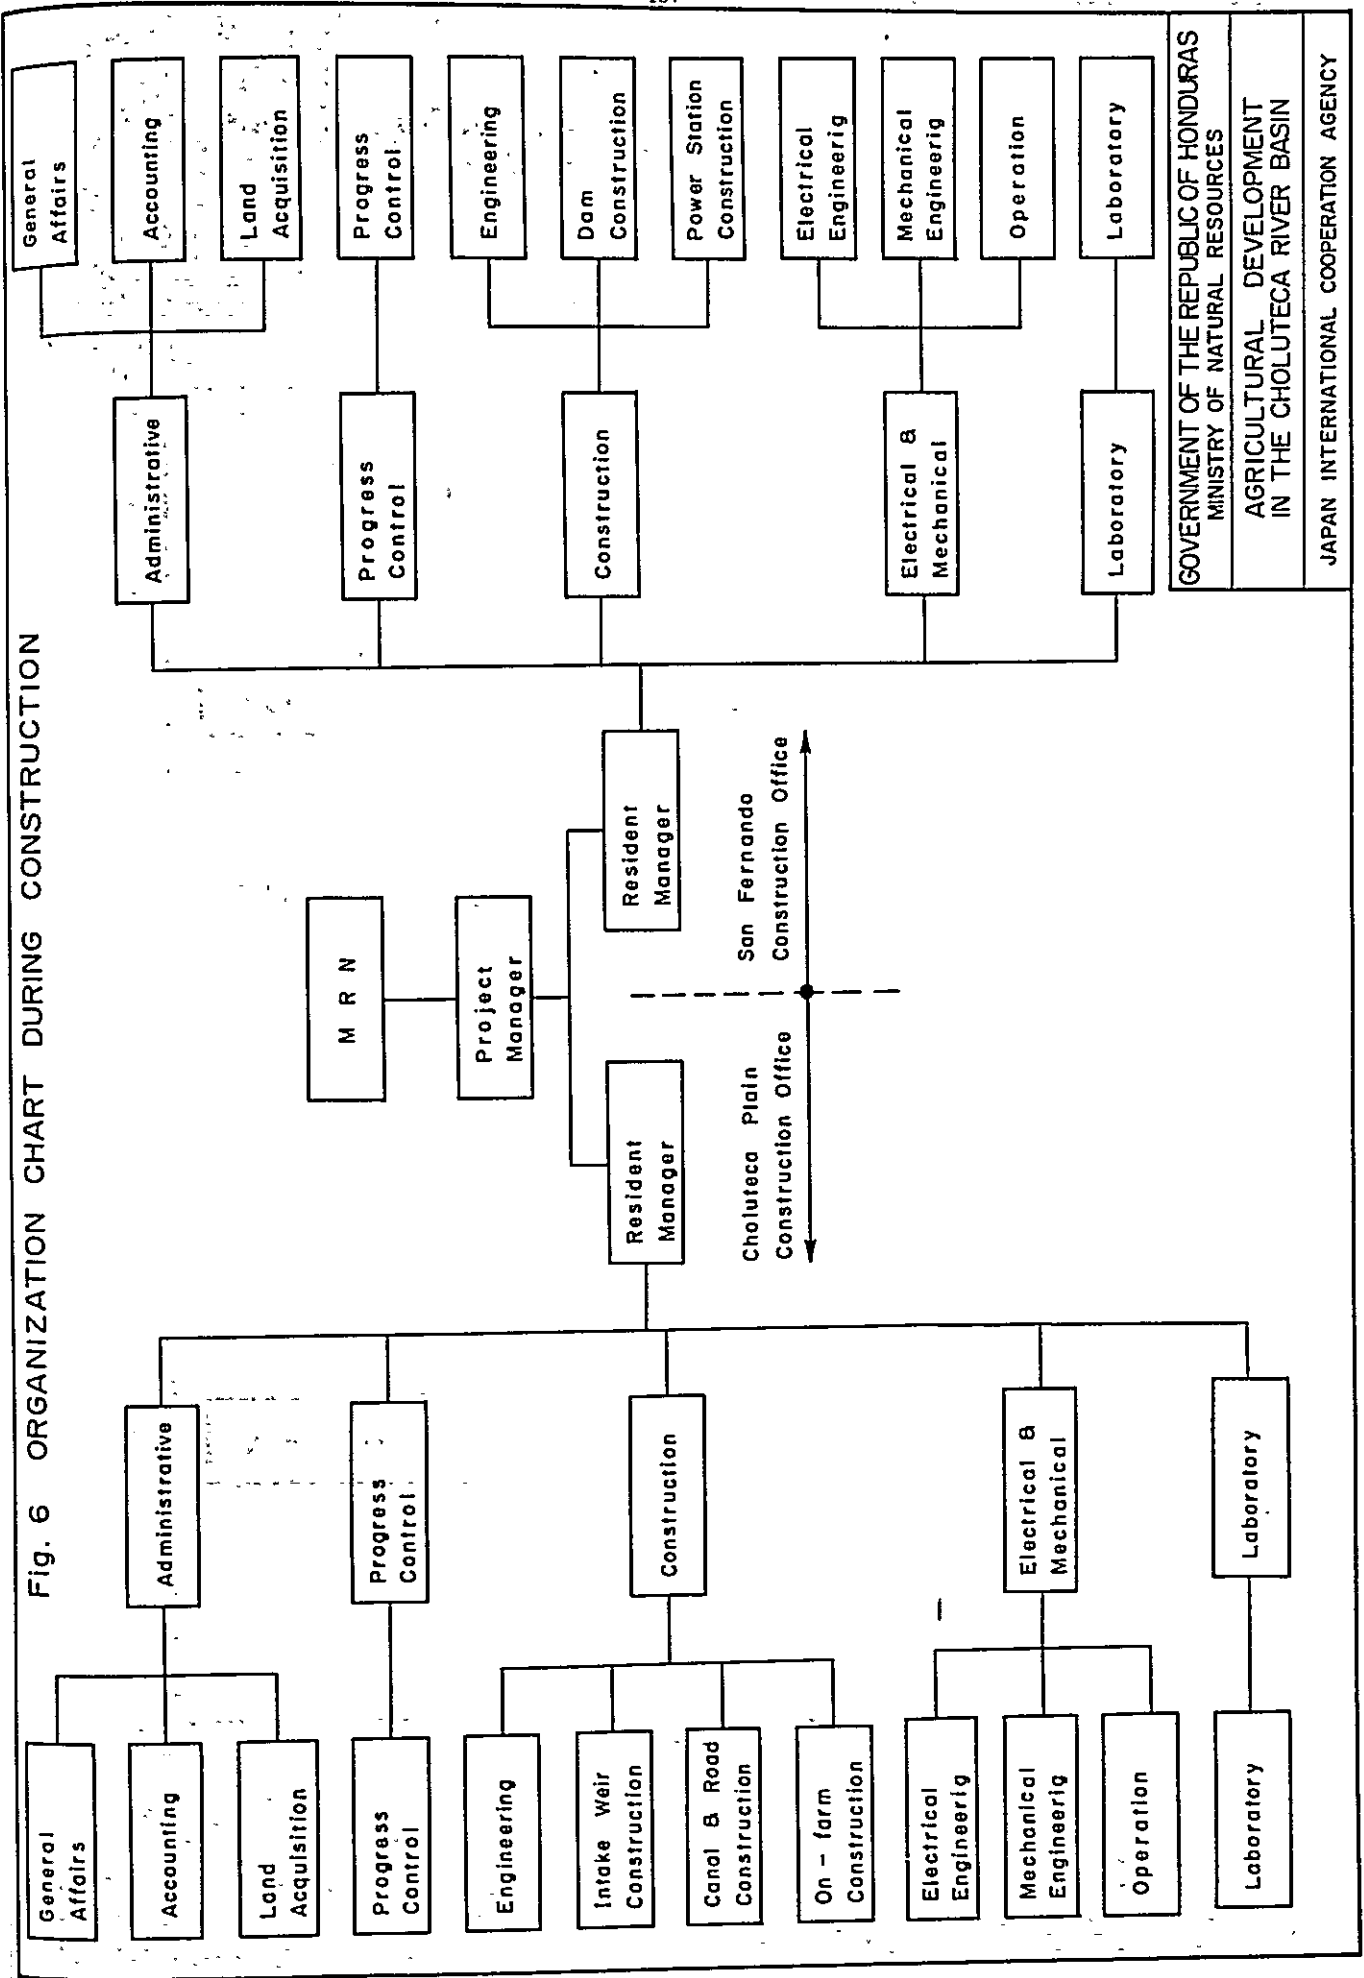 Fig. 6 ORGANIZATION CHART DURING CONSTRUCTION
M R N
Project
Manager
Resident
Manager
Resident
Manager
Choluteca Plain
Construction Office
San Fernando
Construction Office
General
Affairs
Accounting
Land
Acquisition
Administrative
Progress
Control
Progress
Control
Engineering
Intake Weir
Construction
Canal & Road
Construction
On-farm
Construction
Construction
Electrical
Engineerig
Mechanical
Engineerig
Operation
Electrical &
Mechanical
Laboratory
Laboratory
Administrative
General
Affairs
Accounting
Land
Acquisition
Progress
Control
Progress
Control
Construction
Engineering
Dam
Construction
Power Station
Construction
Electrical &
Mechanical
Electrical
Engineerig
Mechanical
Engineerig
Operation
Laboratory
Laboratory
GOVERNMENT OF THE REPUBLIC OF HONDURAS
MINISTRY OF NATURAL RESOURCES
AGRICULTURAL DEVELOPMENT
IN THE CHOLUTECA RIVER BASIN
JAPAN INTERNATIONAL COOPERATION AGENCY